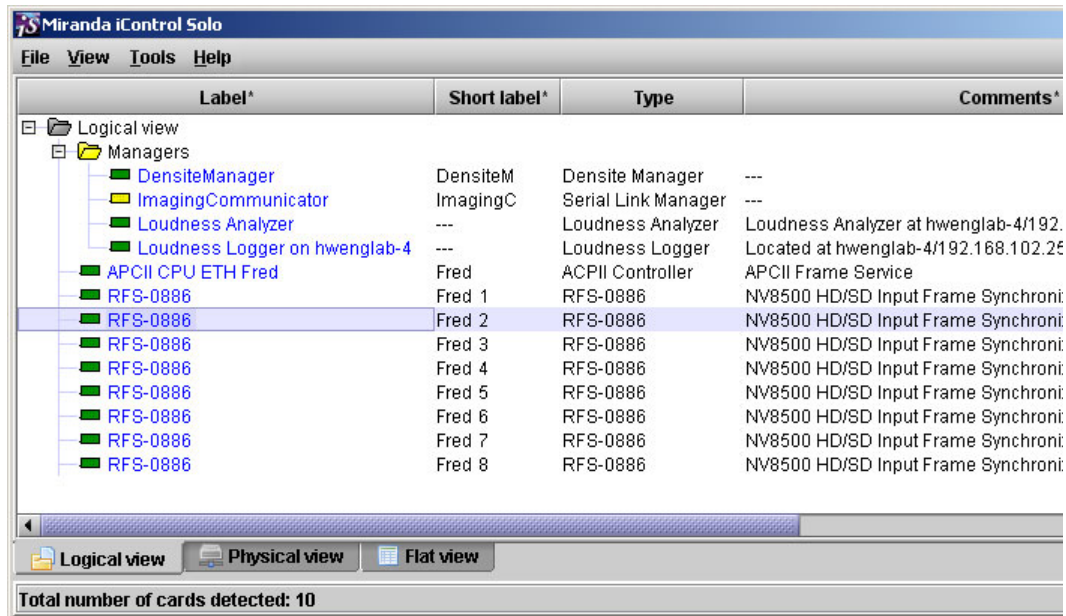 Miranda iControl Solo
File View Tools Help
Label* Short label* Type Comments*
Logical view
Managers
DensiteManager DensiteM Densite Manager ---
ImagingCommunicator ImagingC Serial Link Manager ---
Loudness Analyzer --- Loudness Analyzer Loudness Analyzer at hwenglab-4/192.
Loudness Logger on hwenglab-4 --- Loudness Logger Located at hwenglab-4/192.168.102.25
APCII CPU ETH Fred Fred ACPII Controller APCII Frame Service
RFS-0886 Fred 1 RFS-0886 NV8500 HD/SD Input Frame Synchroni
RFS-0886 Fred 2 RFS-0886 NV8500 HD/SD Input Frame Synchroni
RFS-0886 Fred 3 RFS-0886 NV8500 HD/SD Input Frame Synchroni
RFS-0886 Fred 4 RFS-0886 NV8500 HD/SD Input Frame Synchroni
RFS-0886 Fred 5 RFS-0886 NV8500 HD/SD Input Frame Synchroni
RFS-0886 Fred 6 RFS-0886 NV8500 HD/SD Input Frame Synchroni
RFS-0886 Fred 7 RFS-0886 NV8500 HD/SD Input Frame Synchroni
RFS-0886 Fred 8 RFS-0886 NV8500 HD/SD Input Frame Synchroni
Logical view Physical view Flat view
Total number of cards detected: 10